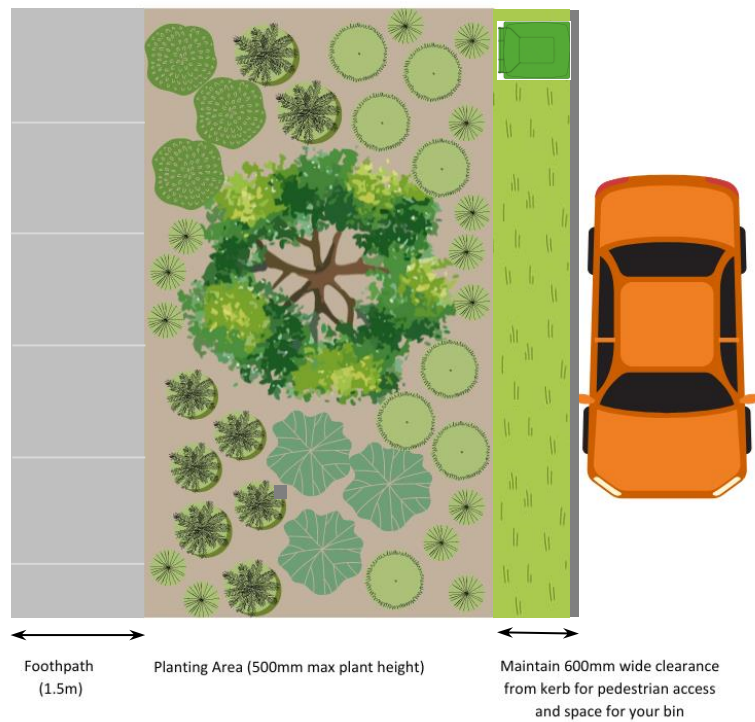 Footpath
(1.5m)
Planting Area (500mm max plant height)
Maintain 600mm wide clearance
from kerb for pedestrian access
and space for your bin